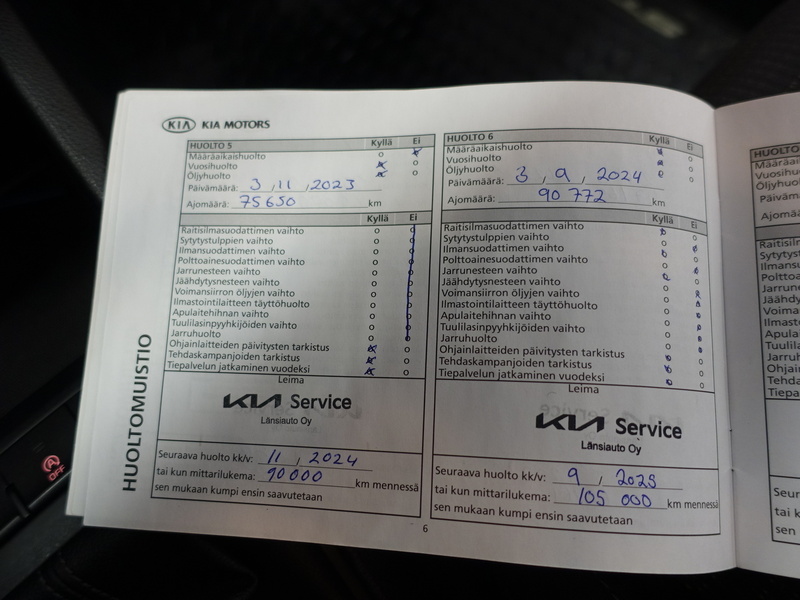 KIA KIA MOTORS
HUOLTO 5 Kyllä Ei
Määräaikaishuolto
Vuosihuolto
Öljyhuolto
Päivämäärä: 3 , 11 , 2023
Ajomäärä: 75650 km
Kyllä Ei
Raitisilmasuodattimen vaihto
Sytytystulppien vaihto
Ilmansuodattimen vaihto
Polttoainesuodattimen vaihto
Jarrunesteen vaihto
Jäähdytysnesteen vaihto
Voimansiirron öljyjen vaihto
Ilmastointilaitteen täyttöhuolto
Apulaitehihnan vaihto
Tuulilasinpyyhkijöiden vaihto
Jarruhuolto
Ohjainlaitteiden päivitysten tarkistus
Tehdaskampanjoiden tarkistus
Tiepalvelun jatkaminen vuodeksi
Leima
KIA Service
Länsiauto Oy
Seuraava huolto kk/v: 11 , 2024
tai kun mittarilukema: 90000 km mennessä
sen mukaan kumpi ensin saavutetaan
HUOLTO 6 Kyllä Ei
Määräaikaishuolto
Vuosihuolto
Öljyhuolto
Päivämäärä: 3 , 9 , 2024
Ajomäärä: 90 772 km
Kyllä Ei
Raitisilmasuodattimen vaihto
Sytytystulppien vaihto
Ilmansuodattimen vaihto
Polttoainesuodattimen vaihto
Jarrunesteen vaihto
Jäähdytysnesteen vaihto
Voimansiirron öljyjen vaihto
Ilmastointilaitteen täyttöhuolto
Apulaitehihnan vaihto
Tuulilasinpyyhkijöiden vaihto
Jarruhuolto
Ohjainlaitteiden päivitysten tarkistus
Tehdaskampanjoiden tarkistus
Tiepalvelun jatkaminen vuodeksi
Leima
KIA Service
Länsiauto Oy
Seuraava huolto kk/v: 9 , 2025
tai kun mittarilukema: 105 000 km mennessä
sen mukaan kumpi ensin saavutetaan
HUOLTOMUISTIO
6
OFF